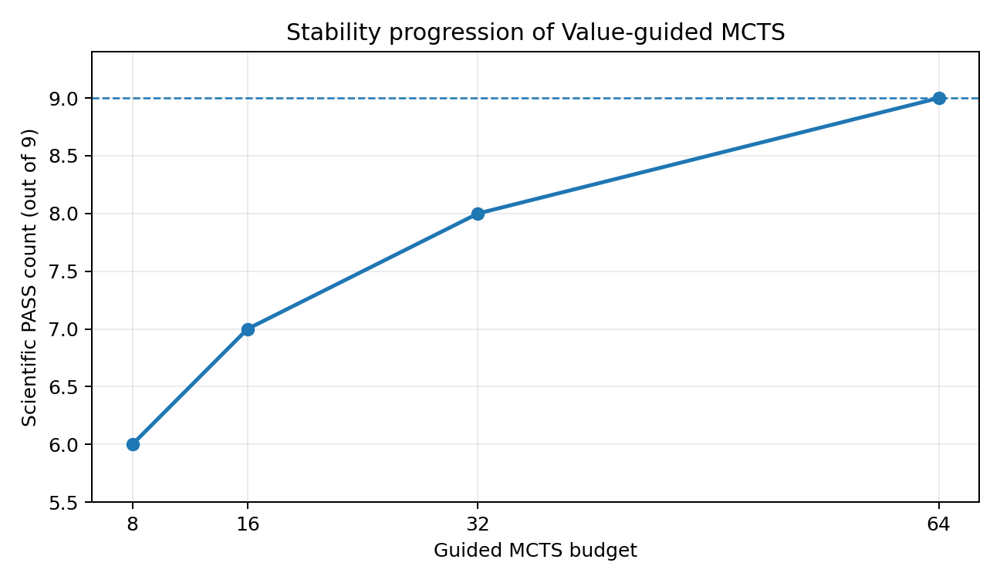 Stability progression of Value-guided MCTS
Scientific PASS count (out of 9)
9.0
8.5
8.0
7.5
7.0
6.5
6.0
5.5
8 16 32 64
Guided MCTS budget